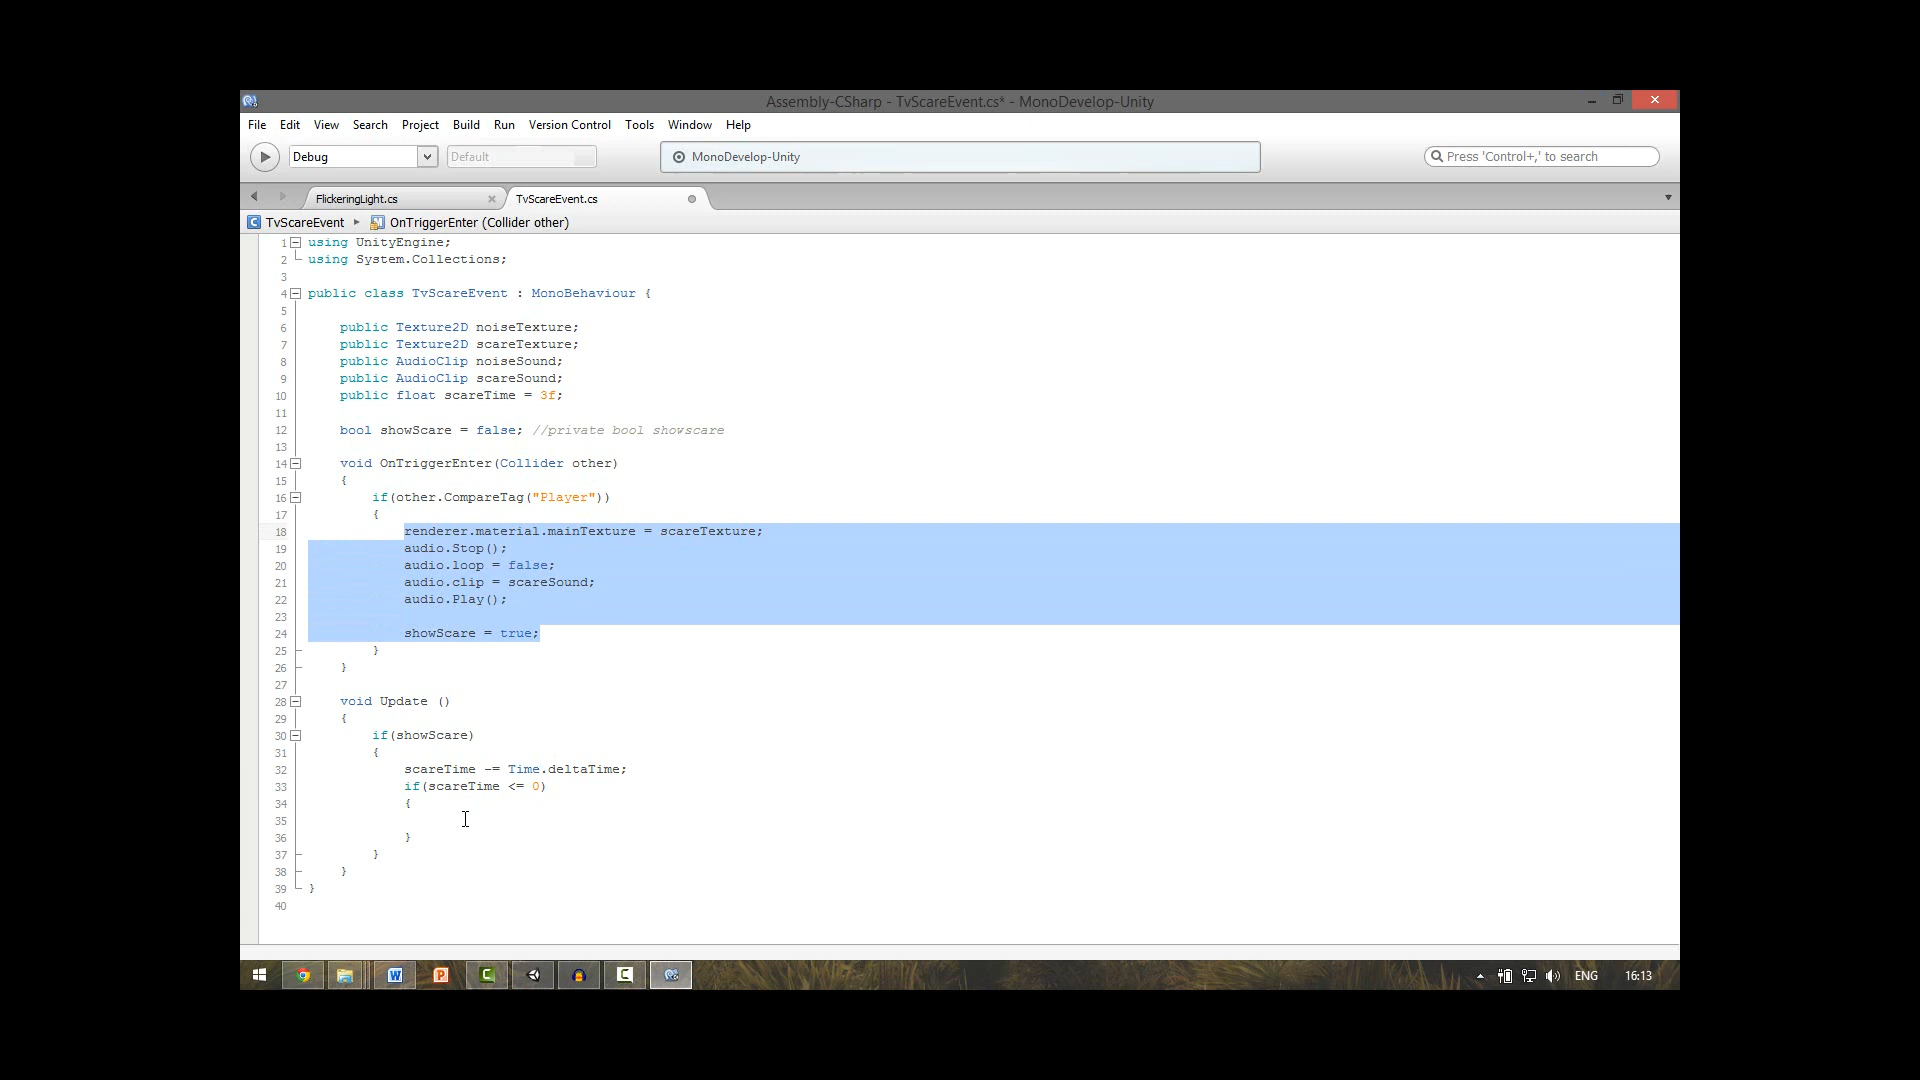 Assembly-CSharp - TvScareEvent.cs* - MonoDevelop-Unity
File Edit View Search Project Build Run Version Control Tools Window Help
Debug Default MonoDevelop-Unity Press 'Control+,' to search
FlickeringLight.cs TvScareEvent.cs
TvScareEvent OnTriggerEnter (Collider other)
1 using UnityEngine;
2 using System.Collections;
3
4 public class TvScareEvent : MonoBehaviour {
5
6 public Texture2D noiseTexture;
7 public Texture2D scareTexture;
8 public AudioClip noiseSound;
9 public AudioClip scareSound;
10 public float scareTime = 3f;
11
12 bool showScare = false; //private bool showscare
13
14 void OnTriggerEnter(Collider other)
15 {
16 if(other.CompareTag("Player"))
17 {
18 renderer.material.mainTexture = scareTexture;
19 audio.Stop();
20 audio.loop = false;
21 audio.clip = scareSound;
22 audio.Play();
23
24 showScare = true;
25 }
26 }
27
28 void Update ()
29 {
30 if(showScare)
31 {
32 scareTime -= Time.deltaTime;
33 if(scareTime <= 0)
34 {
35
36 }
37 }
38 }
39 }
40
ENG 16:13